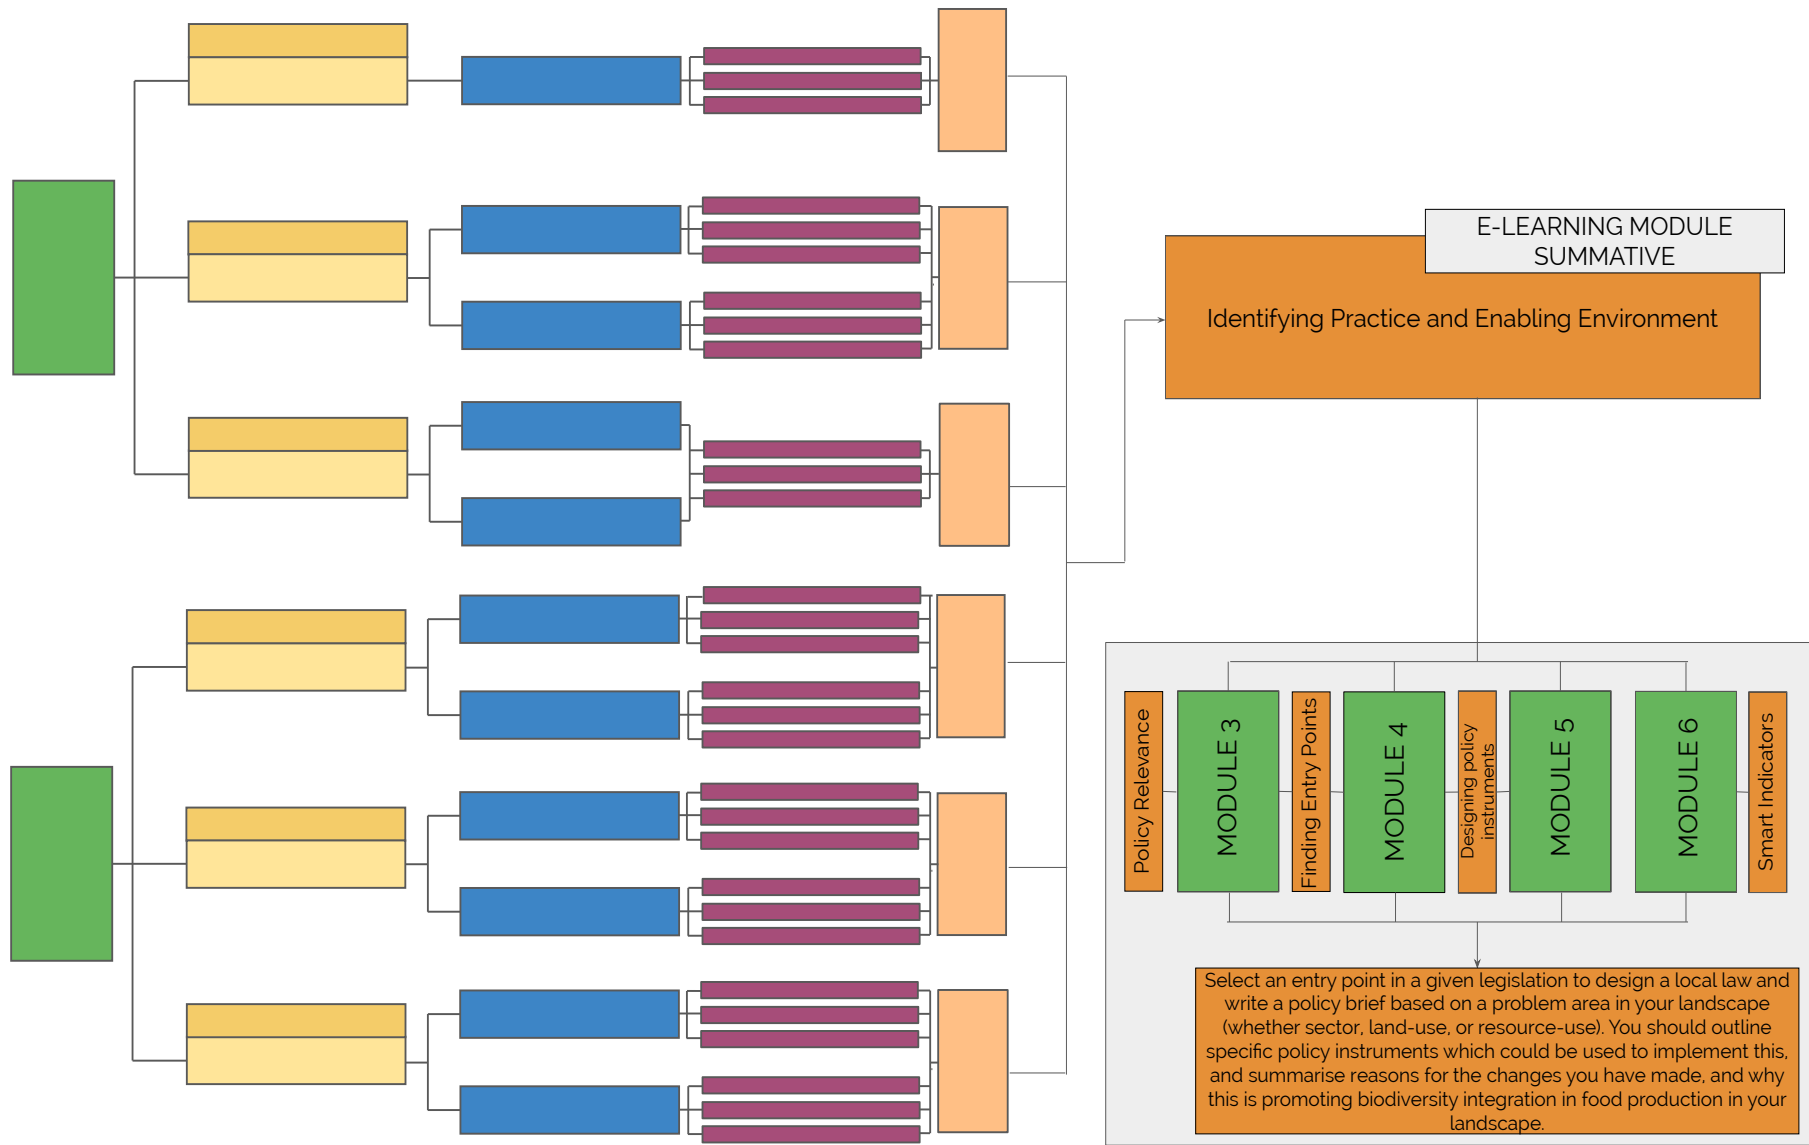 E-LEARNING MODULE
SUMMATIVE
Identifying Practice and Enabling Environment
Policy Relevance
MODULE 3
Finding Entry Points
MODULE 4
Designing policy
instruments
MODULE 5
MODULE 6
Smart Indicators
Select an entry point in a given legislation to design a local law and
write a policy brief based on a problem area in your landscape
(whether sector, land-use, or resource-use). You should outline
specific policy instruments which could be used to implement this,
and summarise reasons for the changes you have made, and why
this is promoting biodiversity integration in food production in your
landscape.